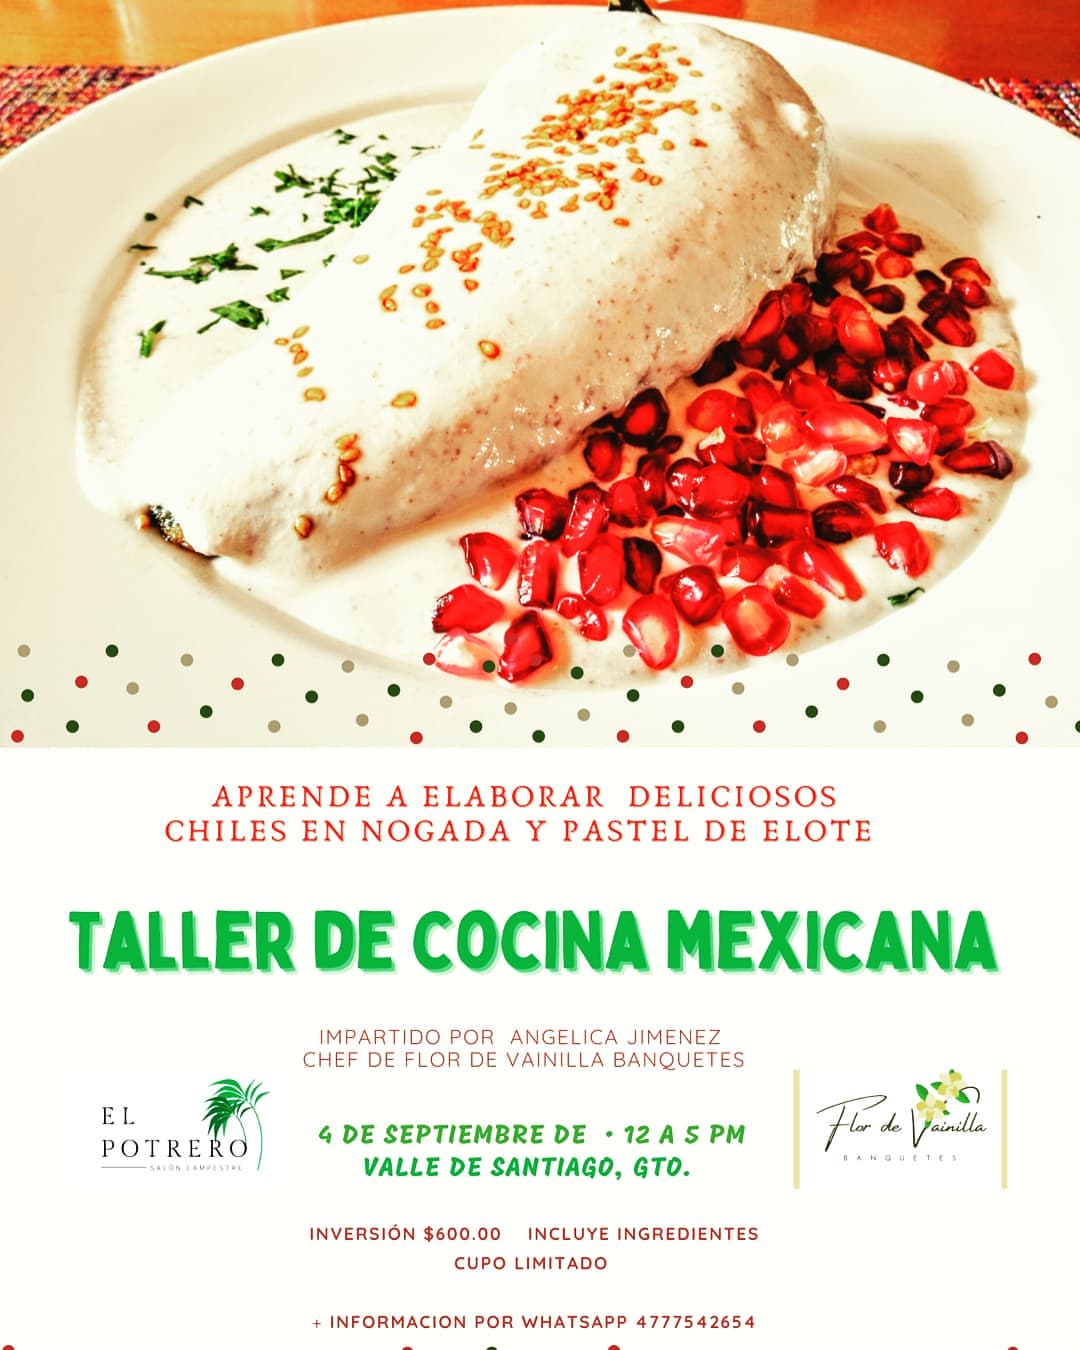 APRENDE A ELABORAR DELICIOSOS
CHILES EN NOGADA Y PASTEL DE ELOTE
TALLER DE COCINA MEXICANA
IMPARTIDO POR ANGELICA JIMENEZ
CHEF DE FLOR DE VAINILLA BANQUETES
EL
POTRERO
SALÓN CAMPESTRE
4 DE SEPTIEMBRE DE • 12 A 5 PM
VALLE DE SANTIAGO, GTO.
Flor de Vainilla
BANQUETES
INVERSIÓN $600.00 INCLUYE INGREDIENTES
CUPO LIMITADO
+ INFORMACION POR WHATSAPP 4777542654